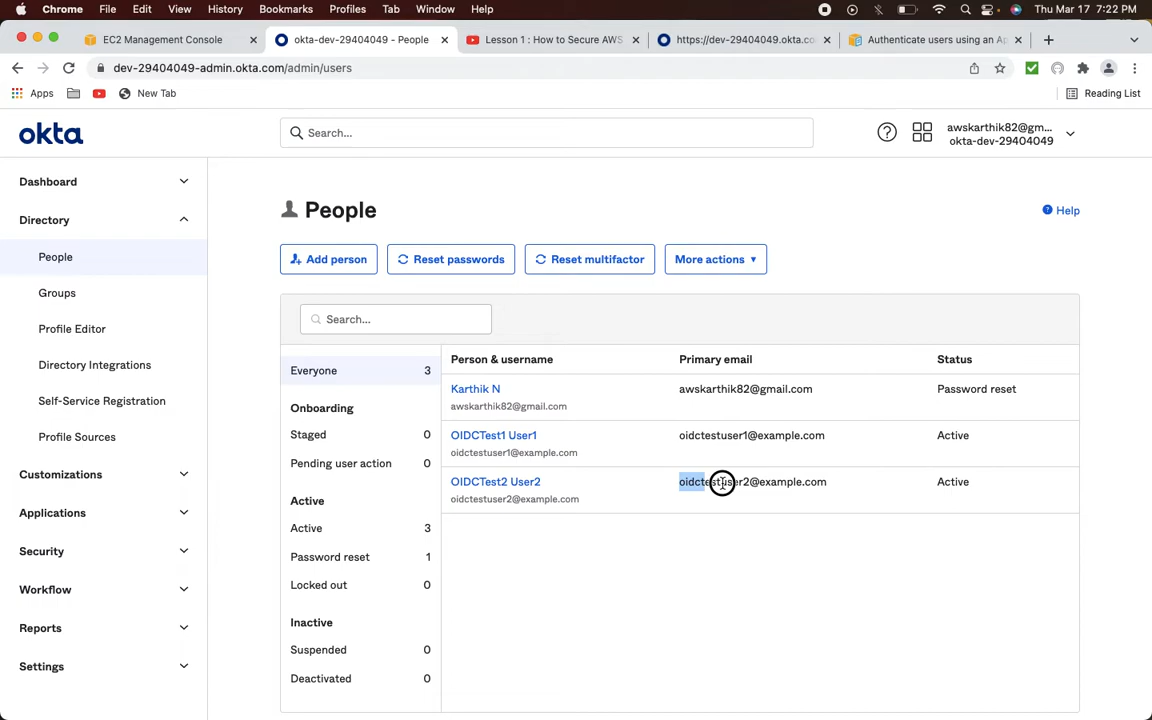 Chrome File Edit View History Bookmarks Profiles Tab Window Help Thu Mar 17 7:22 PM
EC2 Management Console
okta-dev-29404049 - People
Lesson 1 : How to Secure AWS
https://dev-29404049.okta.co
Authenticate users using an Ap
dev-29404049-admin.okta.com/admin/users
Apps New Tab Reading List
okta
Search...
awskarthik82@gm...
okta-dev-29404049
Dashboard
Directory
People
Groups
Profile Editor
Directory Integrations
Self-Service Registration
Profile Sources
Customizations
Applications
Security
Workflow
Reports
Settings
People
Help
Add person Reset passwords Reset multifactor More actions
Search...
Everyone 3
Onboarding
Staged 0
Pending user action 0
Active
Active 3
Password reset 1
Locked out 0
Inactive
Suspended 0
Deactivated 0
Person & username Primary email Status
Karthik N awskarthik82@gmail.com Password reset
awskarthik82@gmail.com
OIDCTest1 User1 oidctestuser1@example.com Active
oidctestuser1@example.com
OIDCTest2 User2 oidctestuser2@example.com Active
oidctestuser2@example.com